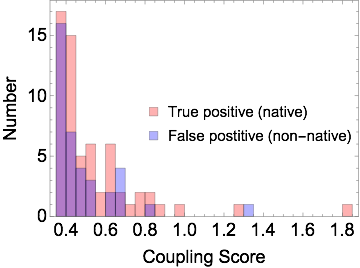 15
10
5
0
Number
True positive (native)
False postitive (non-native)
0.4 0.6 0.8 1.0 1.2 1.4 1.6 1.8
Coupling Score